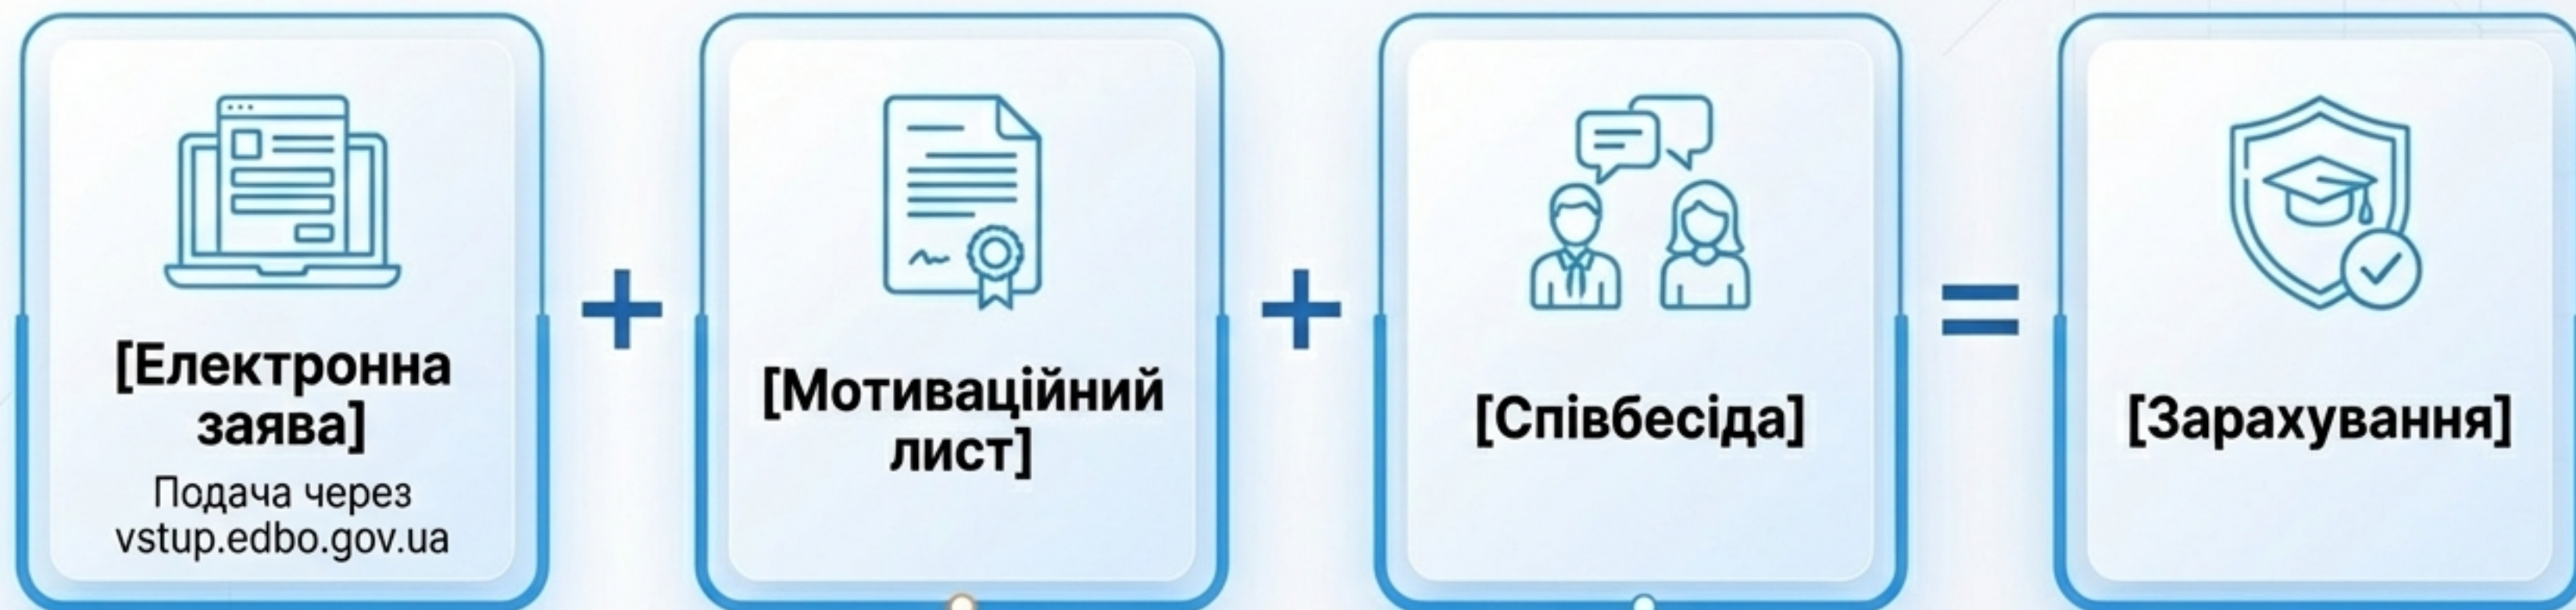 [Електронна
заява]
Подача через
vstup.edbo.gov.ua
+
[Мотиваційний
лист]
+
[Співбесіда]
=
[Зарахування]